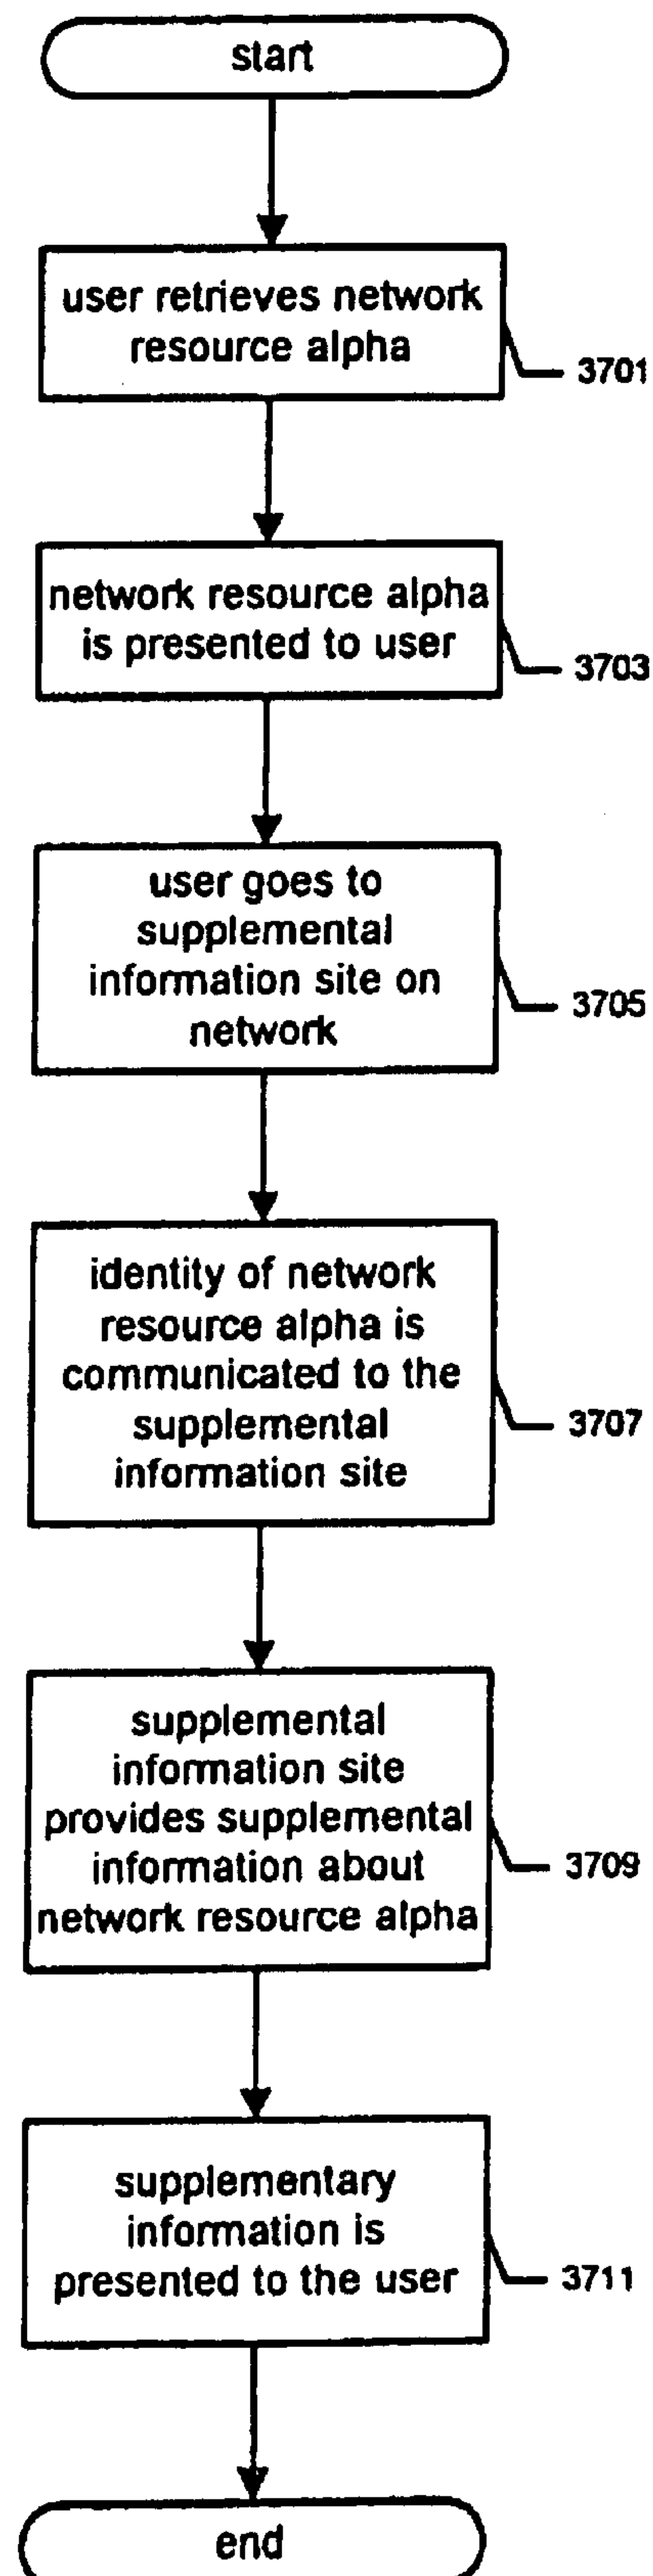 start
user retrieves network
resource alpha
3701
network resource alpha
is presented to user
3703
user goes to
supplemental
information site on
network
3705
identity of network
resource alpha is
communicated to the
supplemental
information site
3707
supplemental
information site
provides supplemental
information about
network resource alpha
3709
supplementary
information is
presented to the user
3711
end